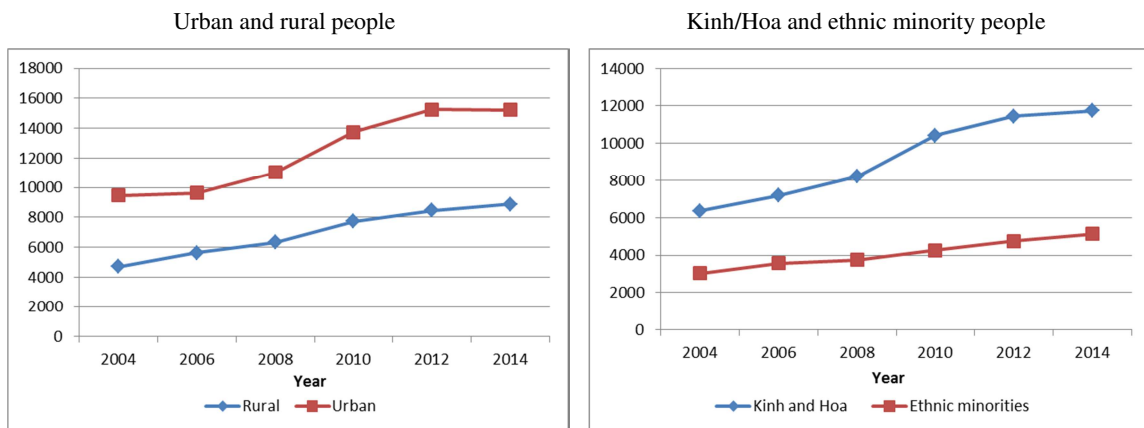 Urban and rural people
18000
16000
14000
12000
10000
8000
6000
4000
2000
0
2004 2006 2008 2010 2012 2014
Year
Rural Urban
Kinh/Hoa and ethnic minority people
14000
12000
10000
8000
6000
4000
2000
0
2004 2006 2008 2010 2012 2014
Year
Kinh and Hoa Ethnic minorities